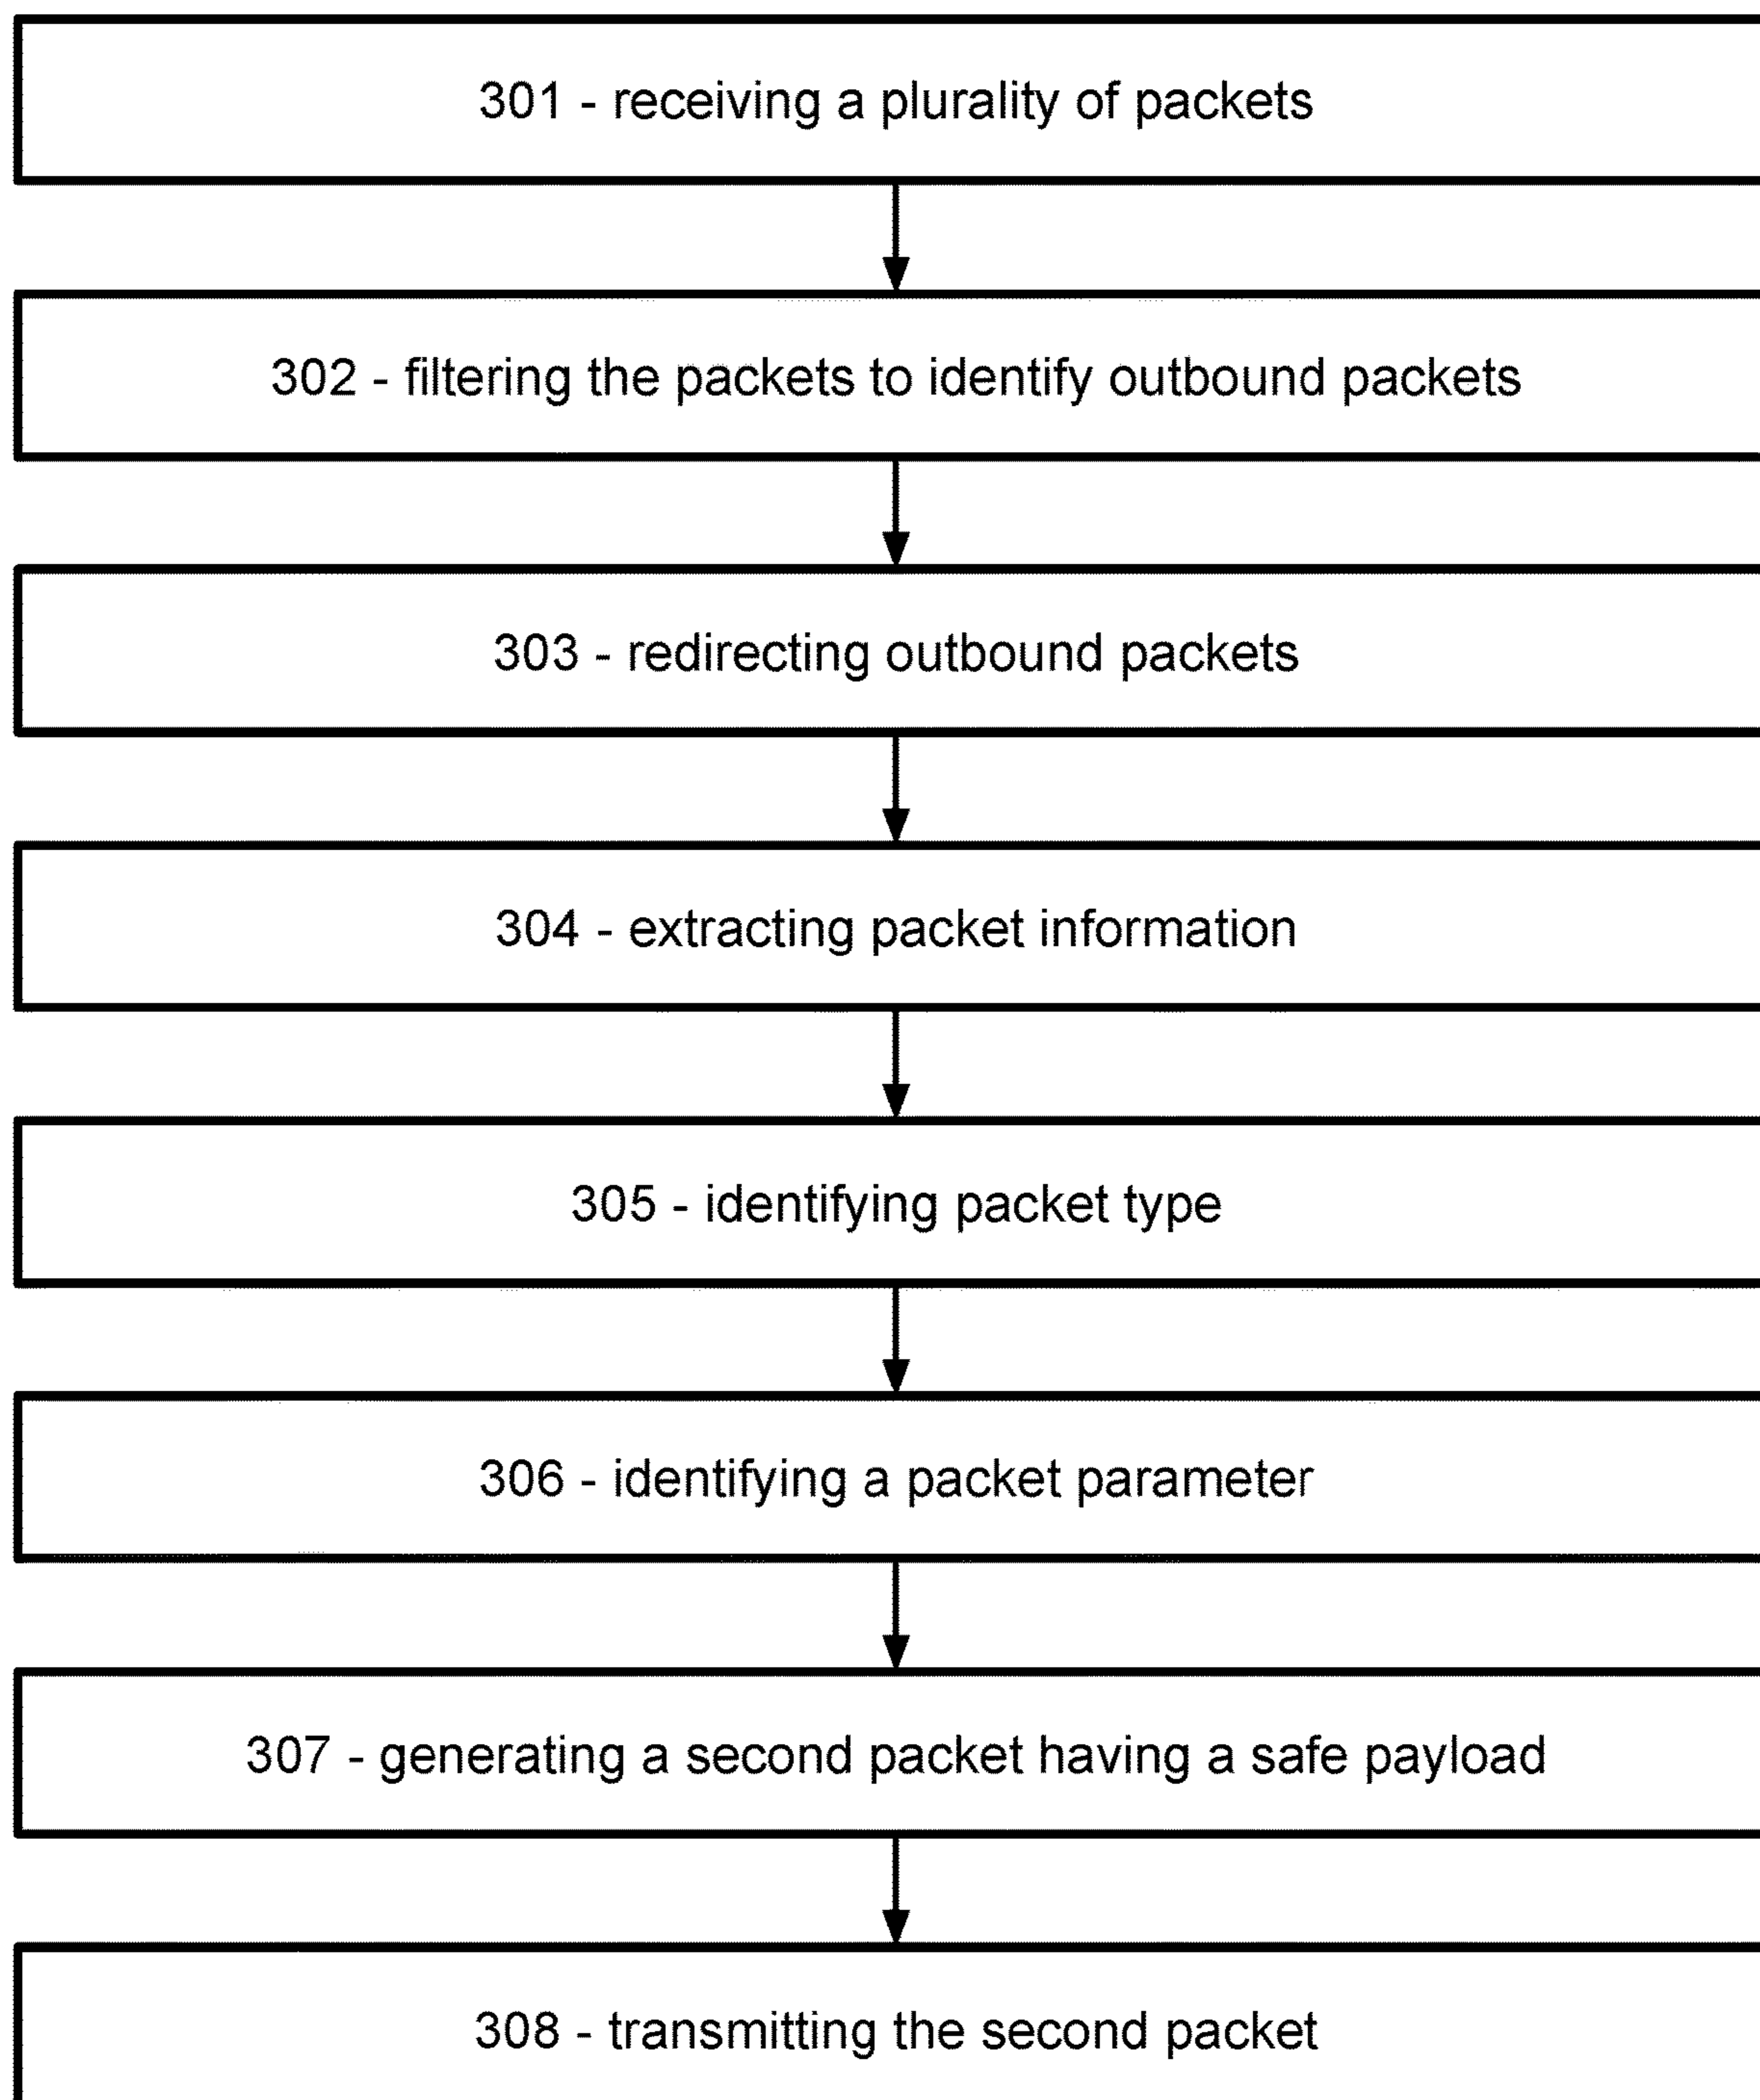 301 - receiving a plurality of packets
302 - filtering the packets to identify outbound packets
303 - redirecting outbound packets
304 - extracting packet information
305 - identifying packet type
306 - identifying a packet parameter
307 - generating a second packet having a safe payload
308 - transmitting the second packet